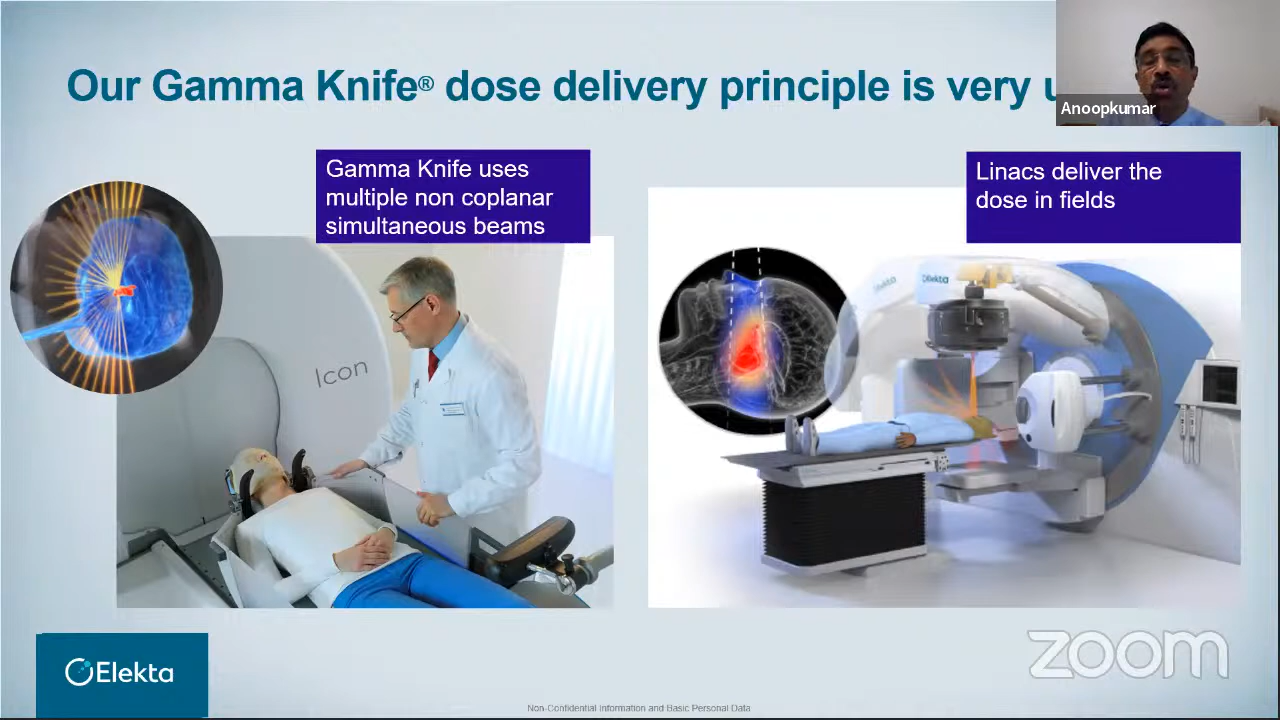 Our Gamma Knife® dose delivery principle is very
Anoopkumar
Gamma Knife uses
multiple non coplanar
simultaneous beams
Linacs deliver the
dose in fields
Icon
Elekta
Elekta
Elekta
zoom
Non-Confidential Information and Basic Personal Data